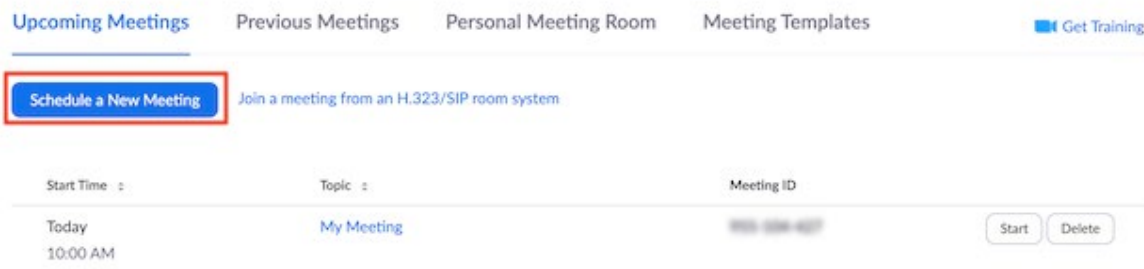 Upcoming Meetings Previous Meetings Personal Meeting Room Meeting Templates Get Training
Schedule a New Meeting Join a meeting from an H.323/SIP room system
Start Time Topic Meeting ID
Today My Meeting Start Delete
10:00 AM